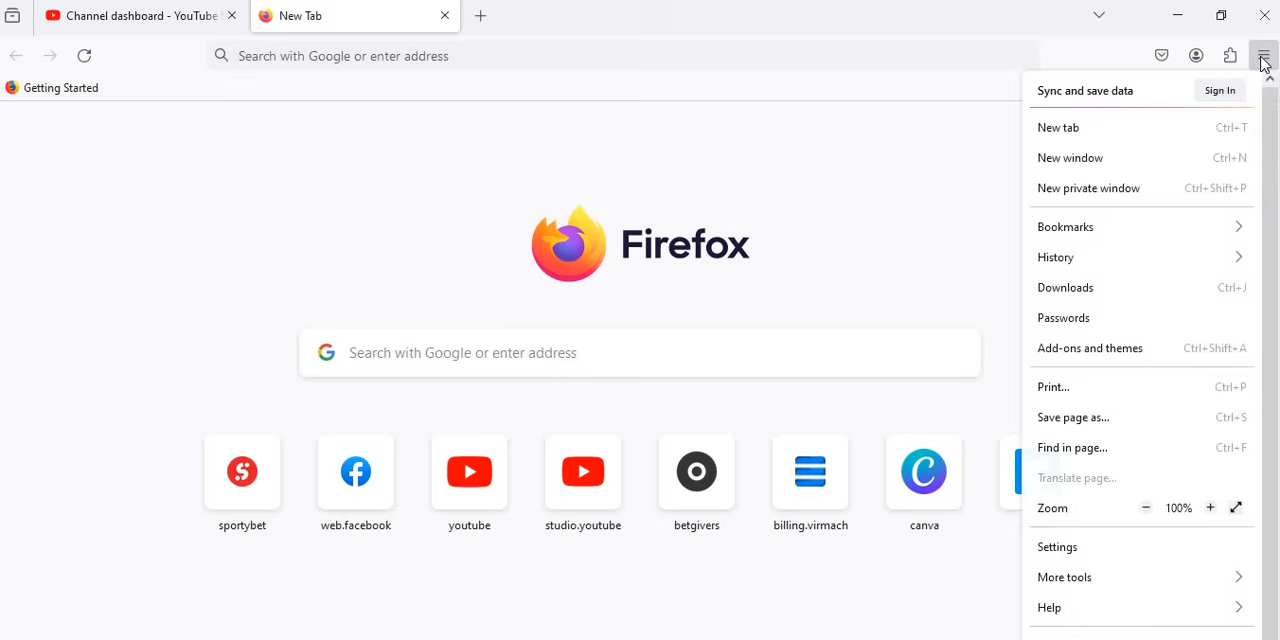 Channel dashboard - YouTube S
New Tab
Search with Google or enter address
Getting Started
Sync and save data Sign In
New tab Ctrl+T
New window Ctrl+N
New private window Ctrl+Shift+P
Bookmarks
History
Downloads Ctrl+J
Passwords
Add-ons and themes Ctrl+Shift+A
Print... Ctrl+P
Save page as... Ctrl+S
Find in page... Ctrl+F
Translate page...
Zoom − 100% +
Settings
More tools
Help
Firefox
Search with Google or enter address
sportybet web.facebook youtube studio.youtube betgivers billing.virmach canva